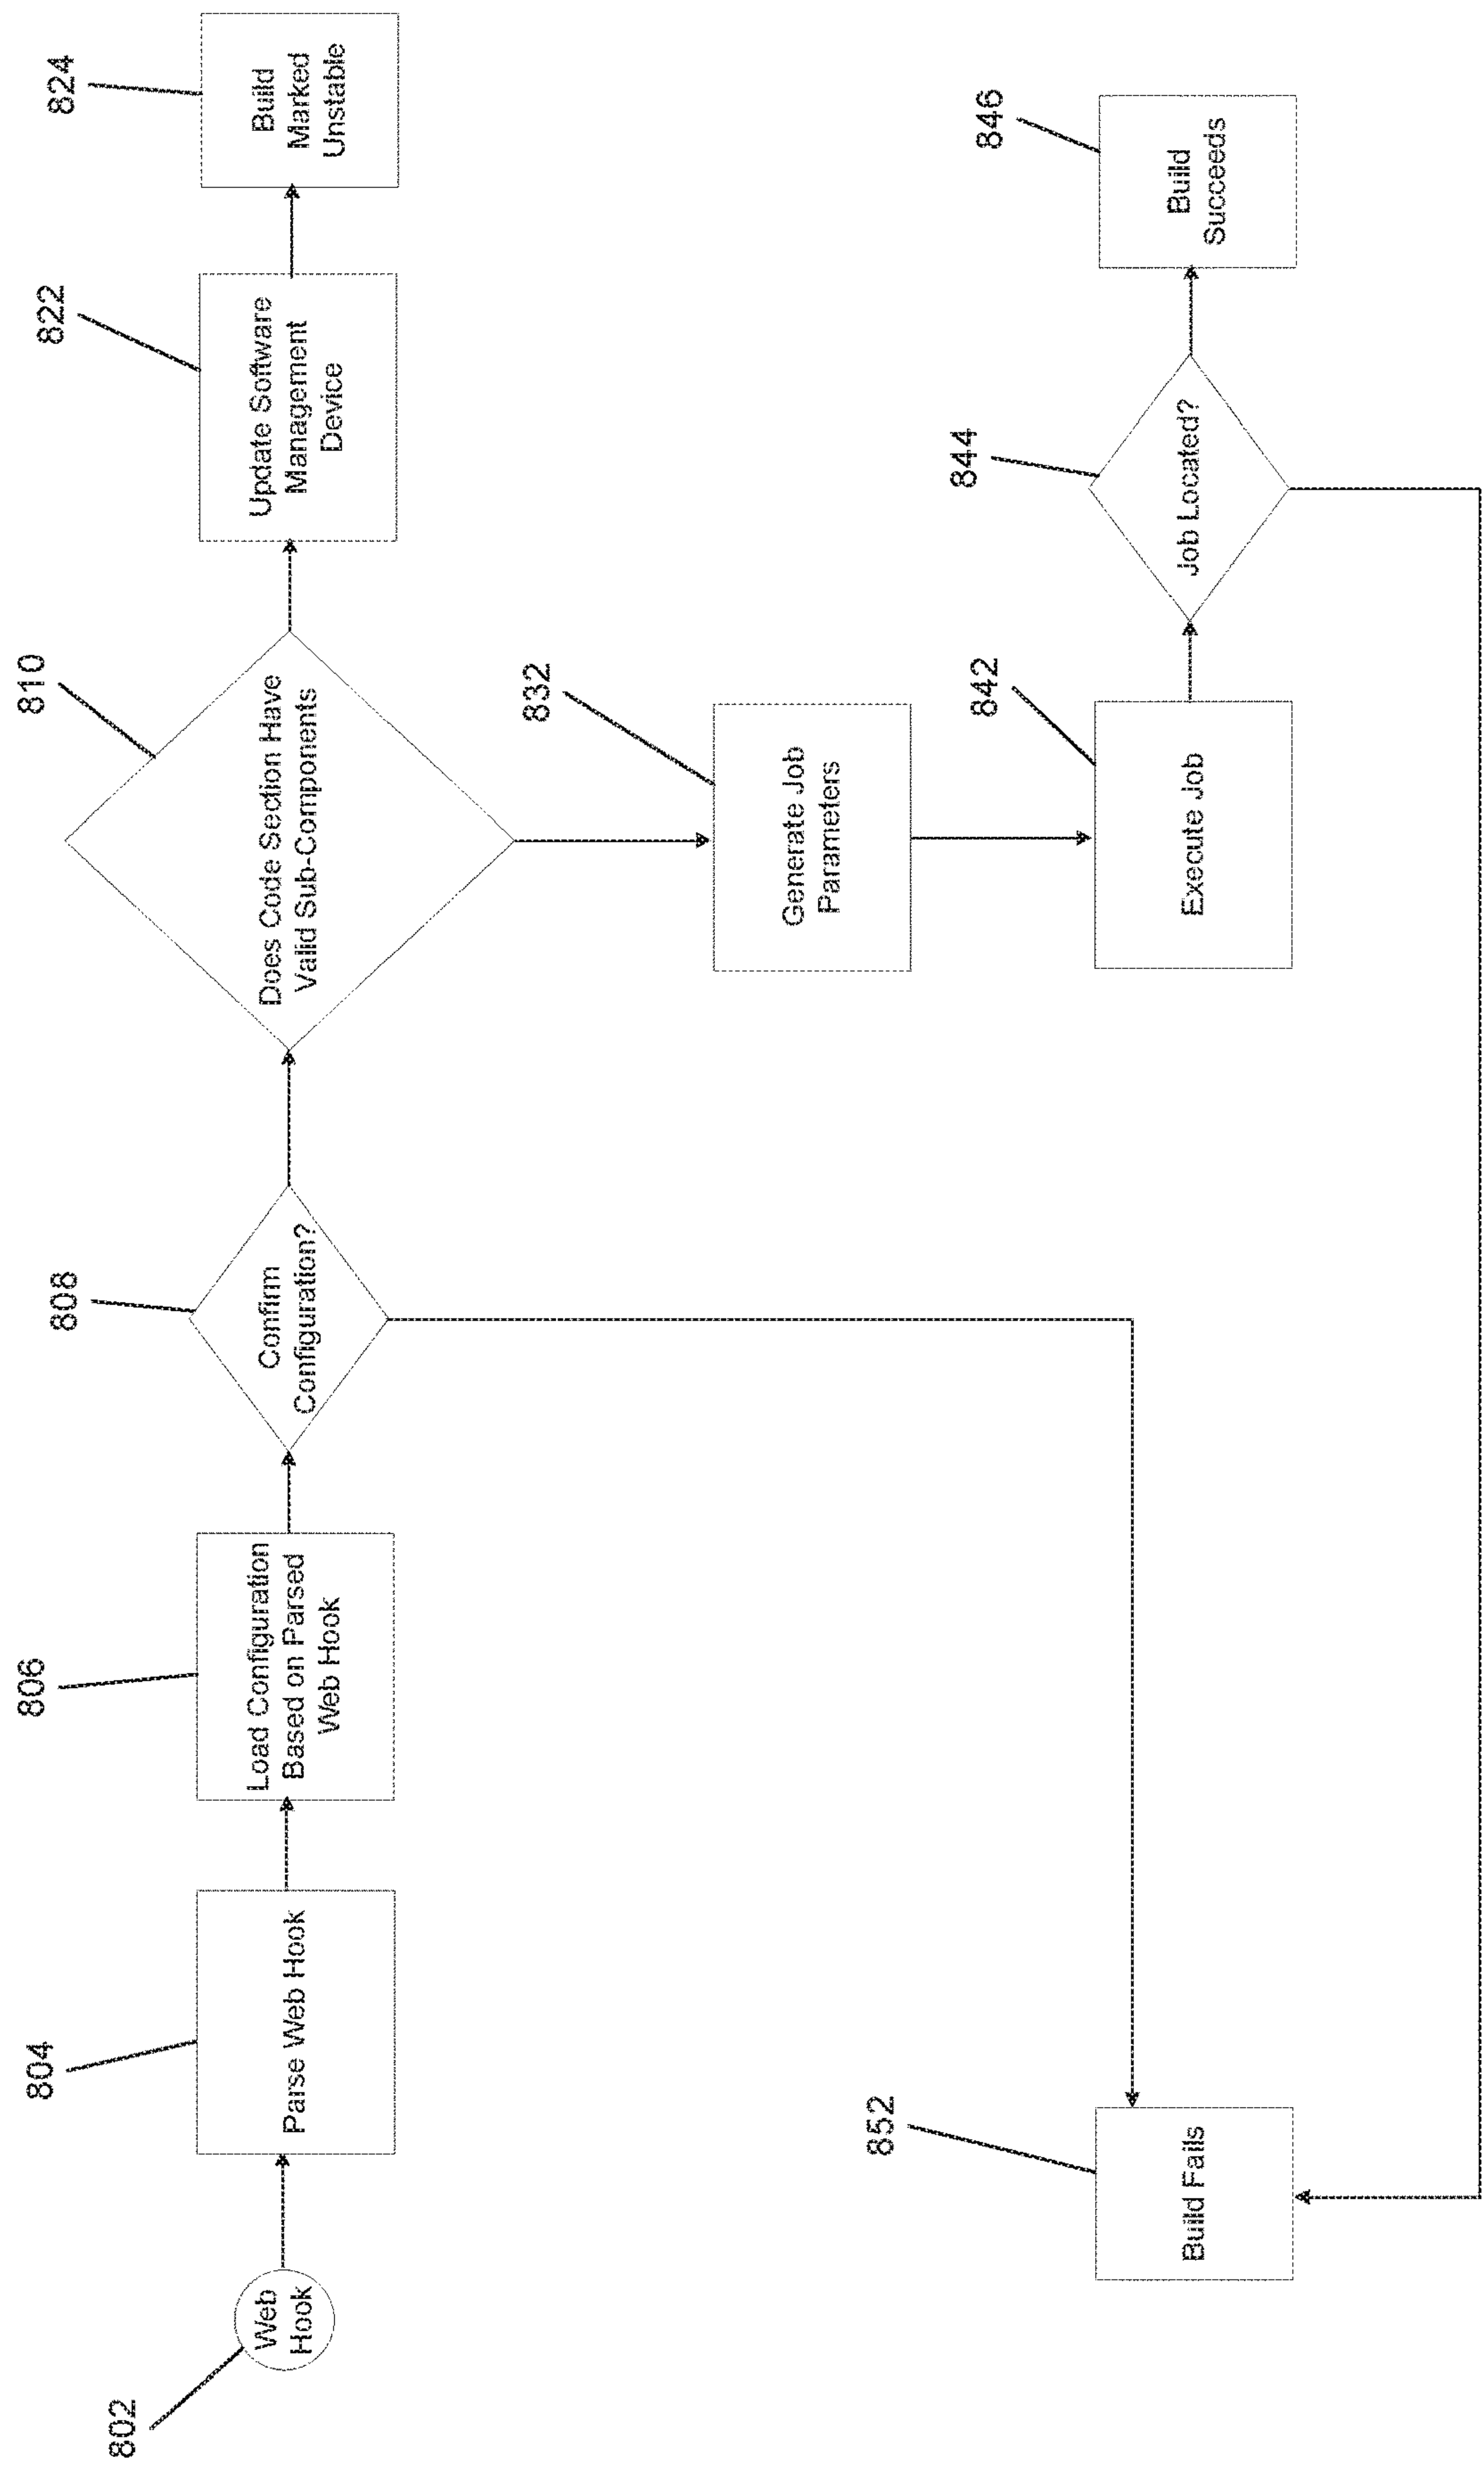 802
Web
Hook
804
Parse Web Hook
806
Load Configuration
Based on Parsed
Web Hook
808
Confirm
Configuration?
810
Does Code Section Have
Valid Sub-Components
822
Update Software
Management
Device
824
Build
Marked
Unstable
832
Generate Job
Parameters
842
Execute Job
844
Job Located?
846
Build
Succeeds
852
Build Fails